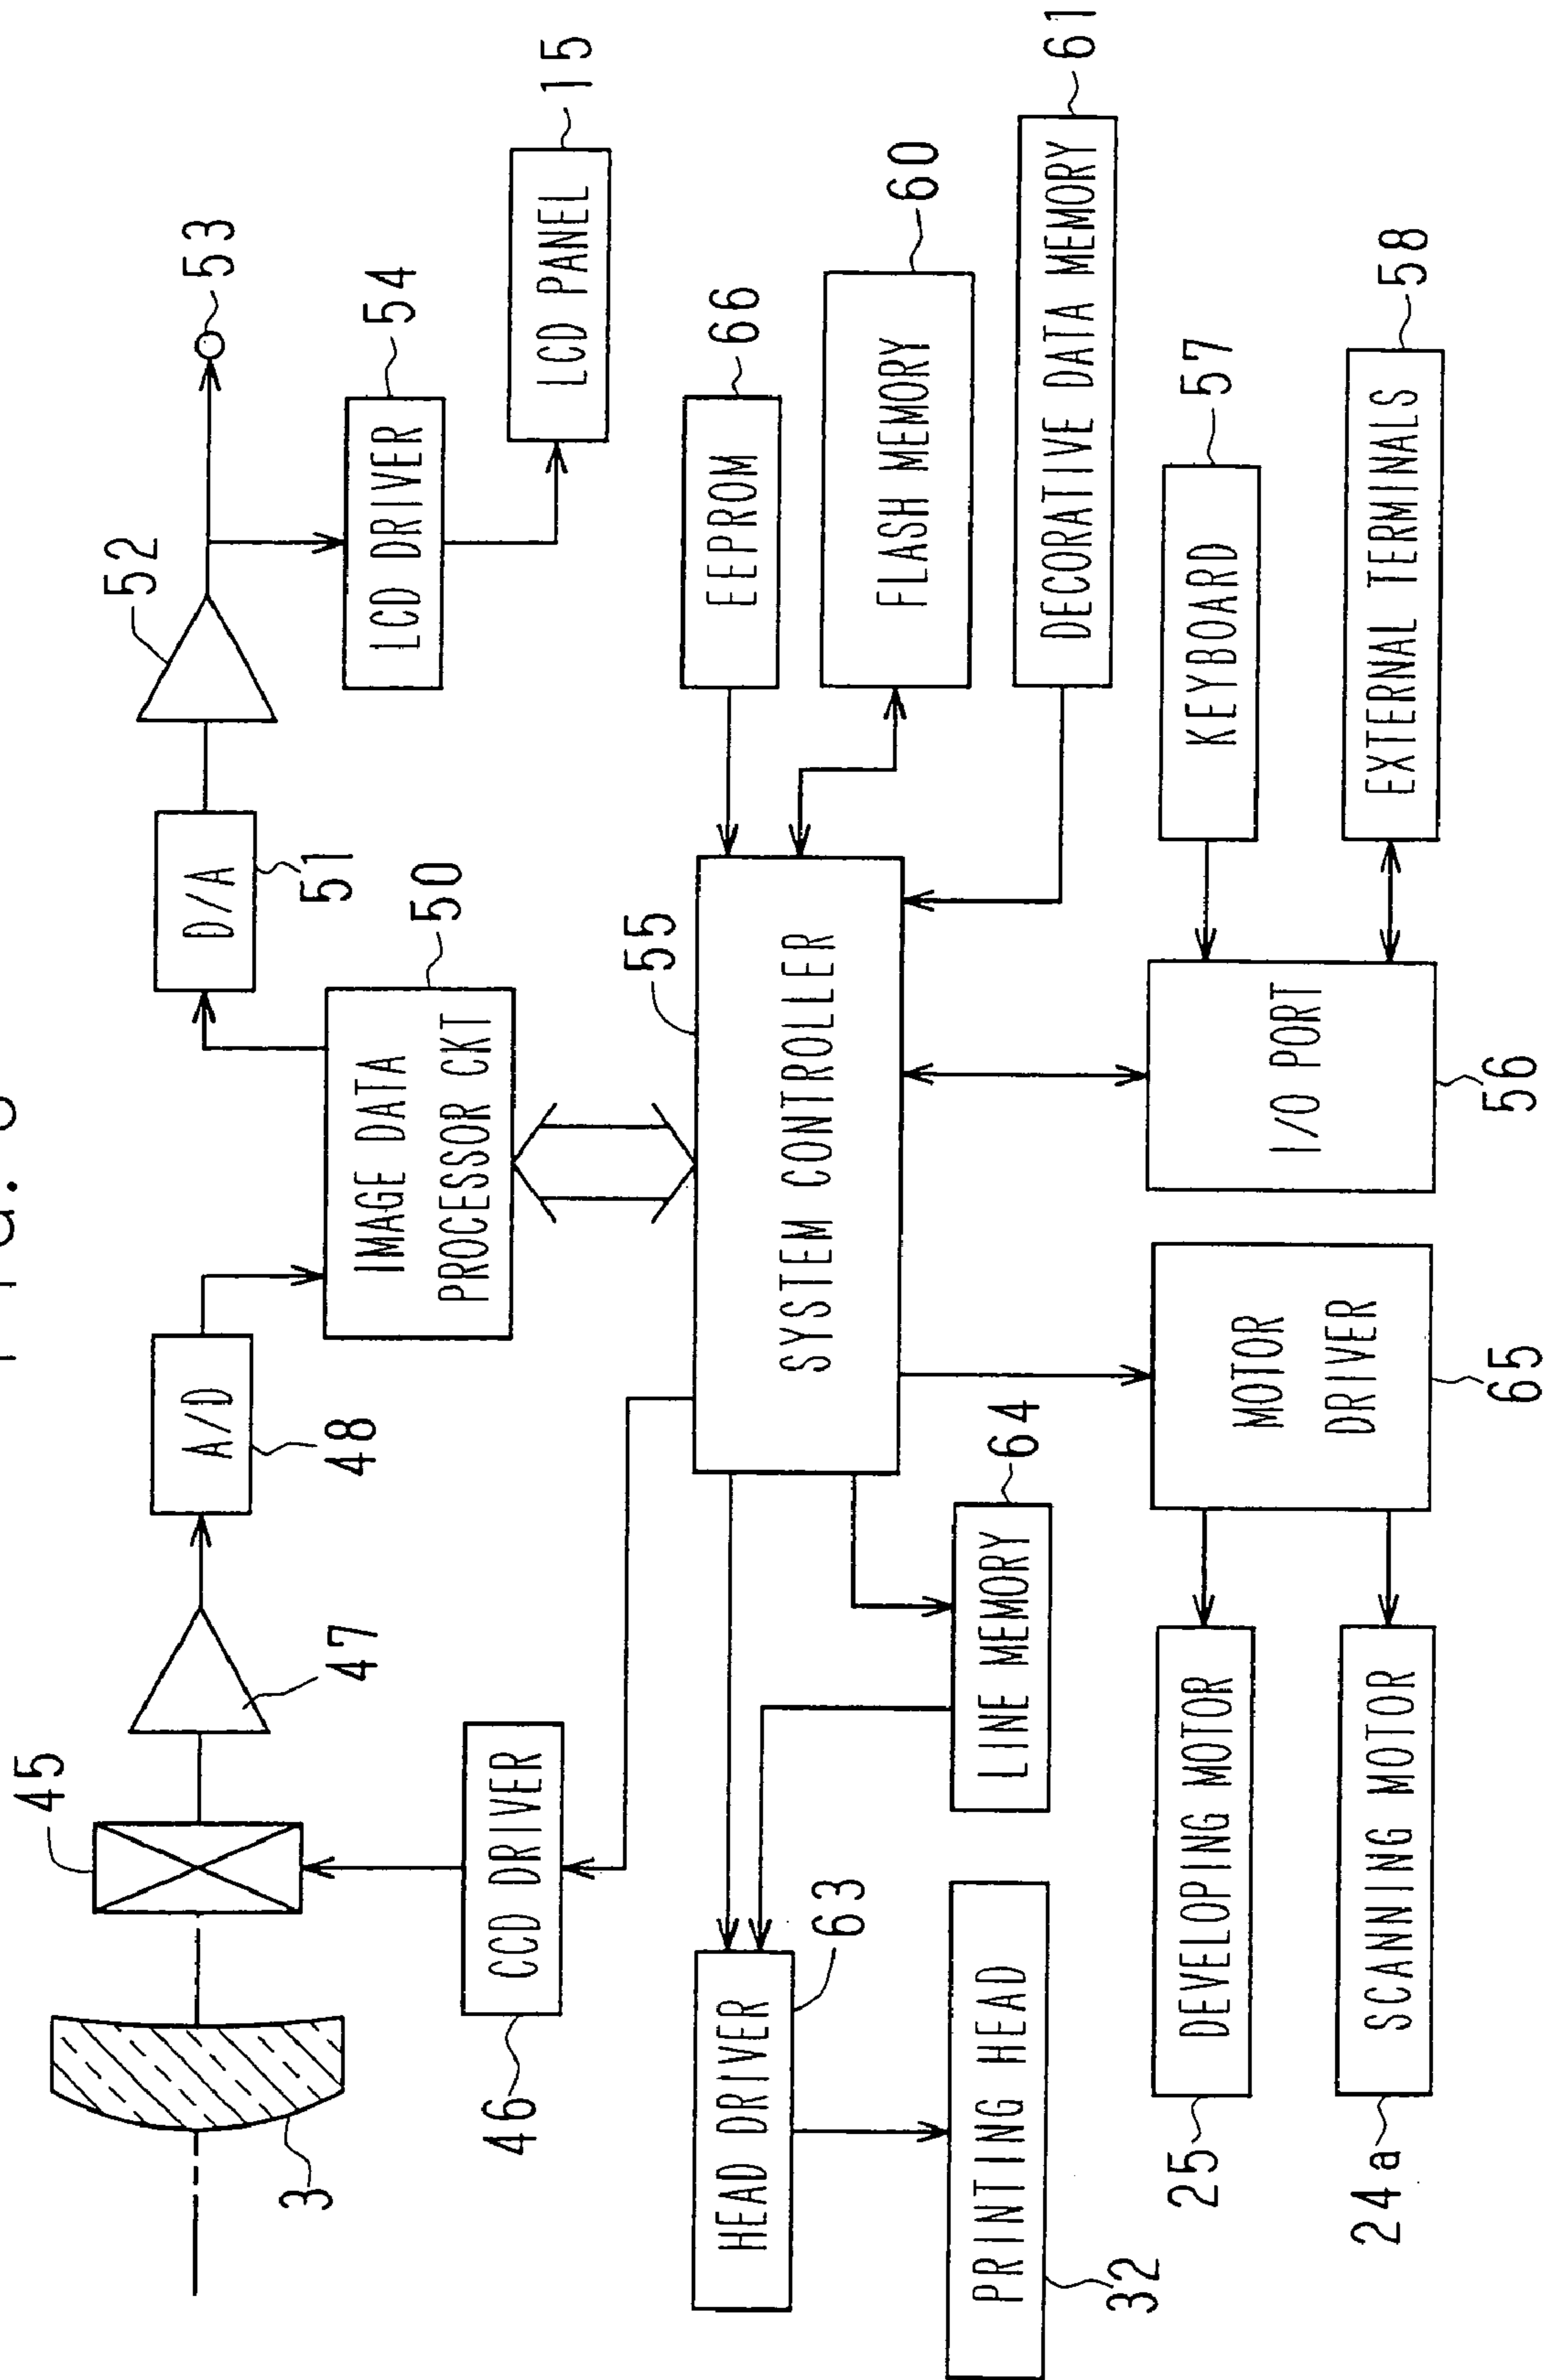 45
47
48
A/D
D/A
51
52
53
3
46
CCD DRIVER
IMAGE DATA
PROCESSOR CKT
50
LCD DRIVER
54
LCD PANEL
15
55
SYSTEM CONTROLLER
EEPROM
66
FLASH MEMORY
60
DECORATIVE DATA MEMORY
61
HEAD DRIVER
63
LINE MEMORY
64
PRINTING HEAD
32
MOTOR
DRIVER
65
I/O PORT
56
KEYBOARD
57
EXTERNAL TERMINALS
58
25
DEVELOPING MOTOR
24a
SCANNING MOTOR